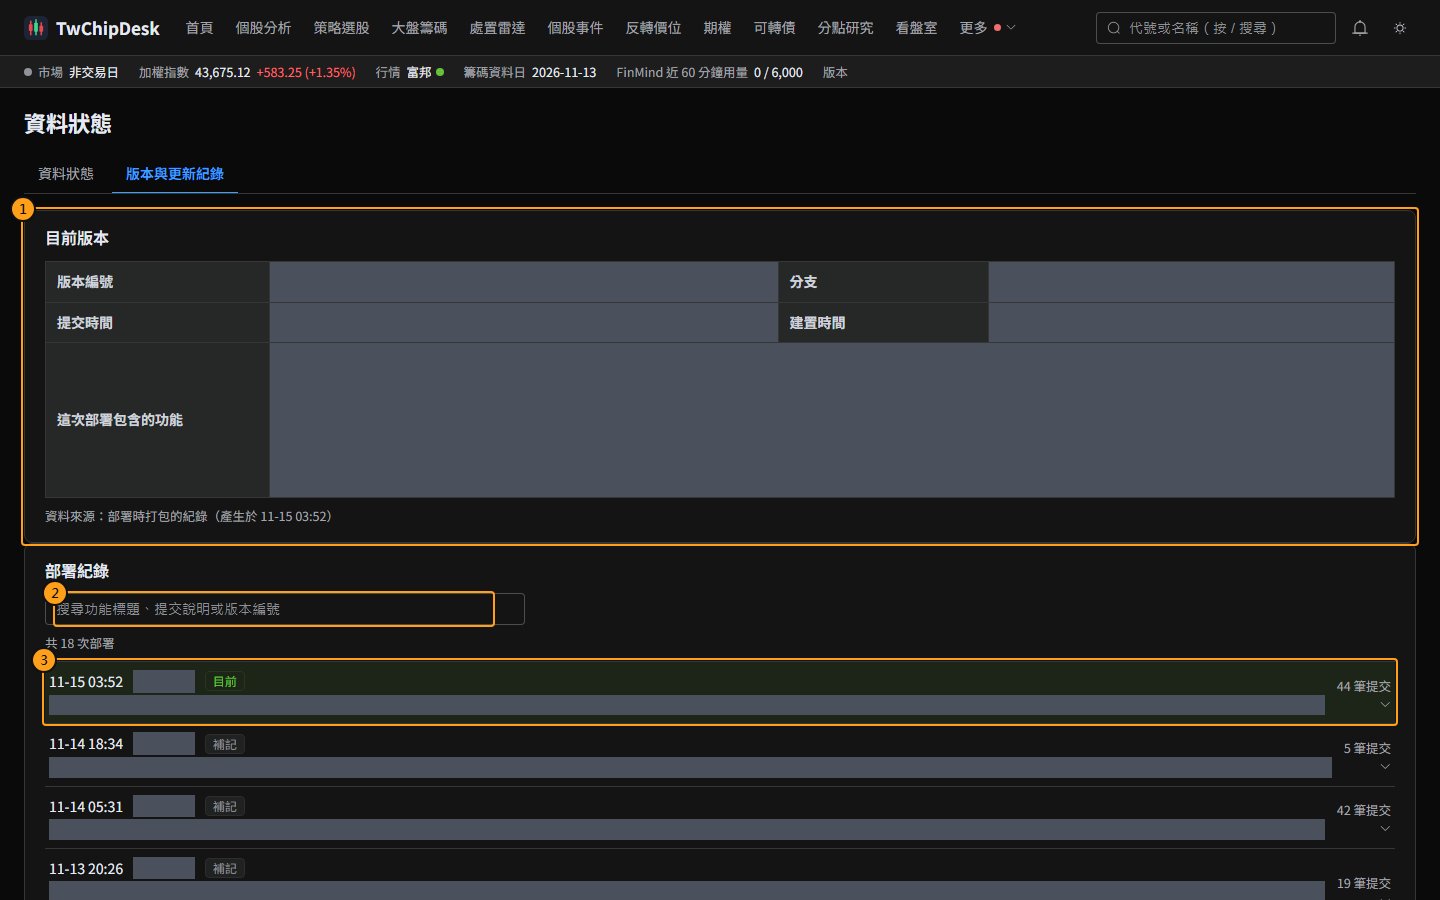 TwChipDesk 首頁 個股分析 策略選股 大盤籌碼 處置雷達 個股事件 反轉價位 期權 可轉債 分點研究 看盤室 更多 代號或名稱（按 / 搜尋）
市場 非交易日 加權指數 43,675.12 +583.25 (+1.35%) 行情 富邦 籌碼資料日 2026-11-13 FinMind 近 60 分鐘用量 0 / 6,000 版本
資料狀態
資料狀態 版本與更新紀錄
1
目前版本
版本編號 分支
提交時間 建置時間
這次部署包含的功能
資料來源：部署時打包的紀錄（產生於 11-15 03:52）
部署紀錄
2
搜尋功能標題、提交說明或版本編號
共 18 次部署
3
11-15 03:52 目前 44 筆提交
11-14 18:34 補記 5 筆提交
11-14 05:31 補記 42 筆提交
11-13 20:26 補記 19 筆提交